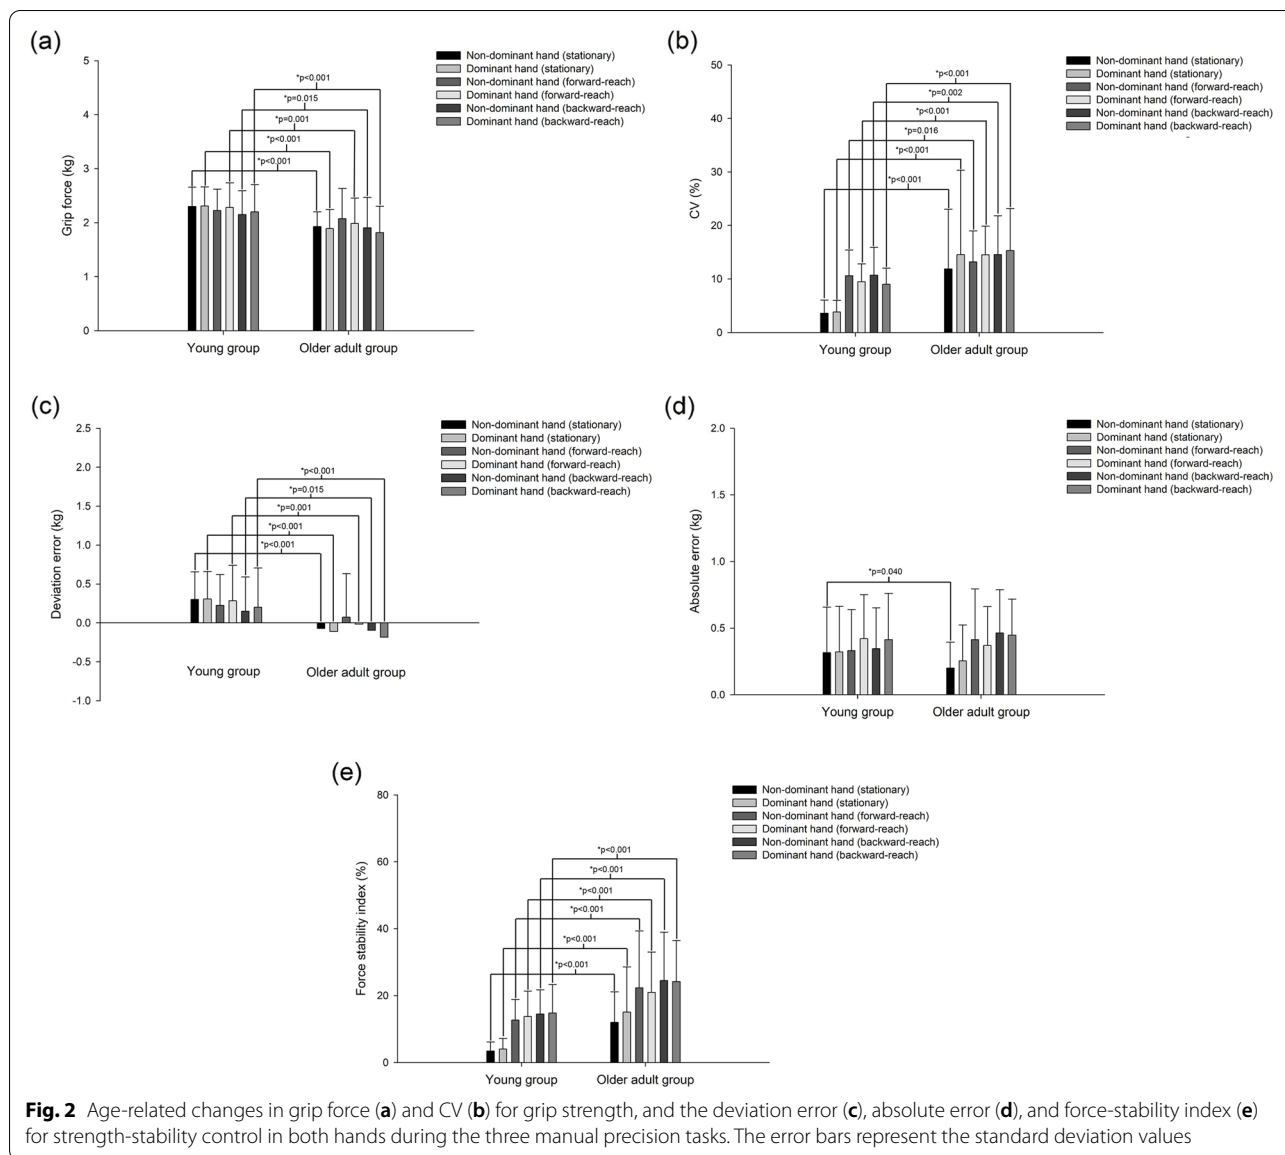 (a)
Non-dominant hand (stationary)
Dominant hand (stationary)
Non-dominant hand (forward-reach)
Dominant hand (forward-reach)
Non-dominant hand (backward-reach)
Dominant hand (backward-reach)
Grip force (kg)
5
4
3
2
1
0
*p<0.001
*p=0.015
*p=0.001
*p<0.001
*p<0.001
Young group
Older adult group
(b)
Non-dominant hand (stationary)
Dominant hand (stationary)
Non-dominant hand (forward-reach)
Dominant hand (forward-reach)
Non-dominant hand (backward-reach)
Dominant hand (backward-reach)
CV (%)
50
40
30
20
10
0
*p<0.001
*p=0.002
*p<0.001
*p=0.016
*p<0.001
*p<0.001
Young group
Older adult group
(c)
Non-dominant hand (stationary)
Dominant hand (stationary)
Non-dominant hand (forward-reach)
Dominant hand (forward-reach)
Non-dominant hand (backward-reach)
Dominant hand (backward-reach)
Deviation error (kg)
2.5
2.0
1.5
1.0
0.5
0.0
-0.5
-1.0
*p<0.001
*p=0.015
*p=0.001
*p<0.001
*p<0.001
Young group
Older adult group
(d)
Non-dominant hand (stationary)
Dominant hand (stationary)
Non-dominant hand (forward-reach)
Dominant hand (forward-reach)
Non-dominant hand (backward-reach)
Dominant hand (backward-reach)
Absolute error (kg)
2.0
1.5
1.0
0.5
0.0
*p=0.040
Young group
Older adult group
(e)
Non-dominant hand (stationary)
Dominant hand (stationary)
Non-dominant hand (forward-reach)
Dominant hand (forward-reach)
Non-dominant hand (backward-reach)
Dominant hand (backward-reach)
Force stability index (%)
80
60
40
20
0
*p<0.001
*p<0.001
*p<0.001
*p<0.001
*p<0.001
*p<0.001
Young group
Older adult group
Fig. 2 Age-related changes in grip force (a) and CV (b) for grip strength, and the deviation error (c), absolute error (d), and force-stability index (e)
for strength-stability control in both hands during the three manual precision tasks. The error bars represent the standard deviation values